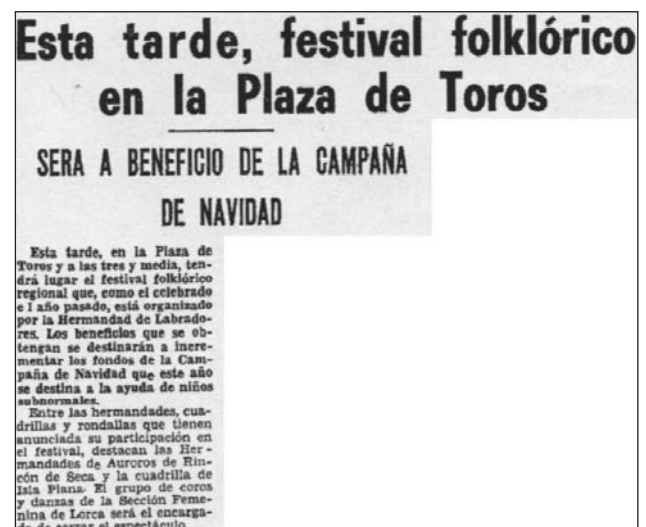 Esta tarde, festival folklórico
en la Plaza de Toros
SERA A BENEFICIO DE LA CAMPAÑA
DE NAVIDAD
Esta tarde, en la Plaza de
Toros y a las tres y media, ten-
drá lugar el festival folklórico
regional que, como el celebrado
e l año pasado, está organizado
por la Hermandad de Labrado-
res. Los beneficios que se ob-
tengan se destinarán a incre-
mentar los fondos de la Cam-
paña de Navidad que este año
se destina a la ayuda de niños
subnormales.
Entre las hermandades, cua-
drillas y rondallas que tienen
anunciada su participación en
el festival, destacan las Her-
mandades de Auroros de Rin-
cón de Seca y la cuadrilla de
Isla Plana. El grupo de coros
y danzas de la Sección Feme-
nina de Lorca será el encarga-
do de cerrar el espectáculo